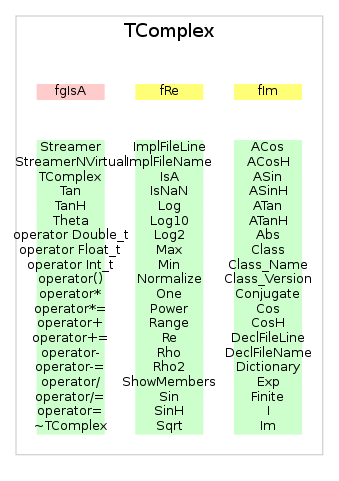 TComplex
fgIsA fRe fIm
Streamer ImplFileLine ACos
StreamerNVirtual ImplFileName ACosH
TComplex IsA ASin
Tan IsNaN ASinH
TanH Log ATan
Theta Log10 ATanH
operator Double_t Log2 Abs
operator Float_t Max Class
operator Int_t Min Class_Name
operator() Normalize Class_Version
operator* One Conjugate
operator*= Power Cos
operator+ Range CosH
operator+= Re DeclFileLine
operator- Rho DeclFileName
operator-= Rho2 Dictionary
operator/ ShowMembers Exp
operator/= Sin Finite
operator= SinH I
~TComplex Sqrt Im